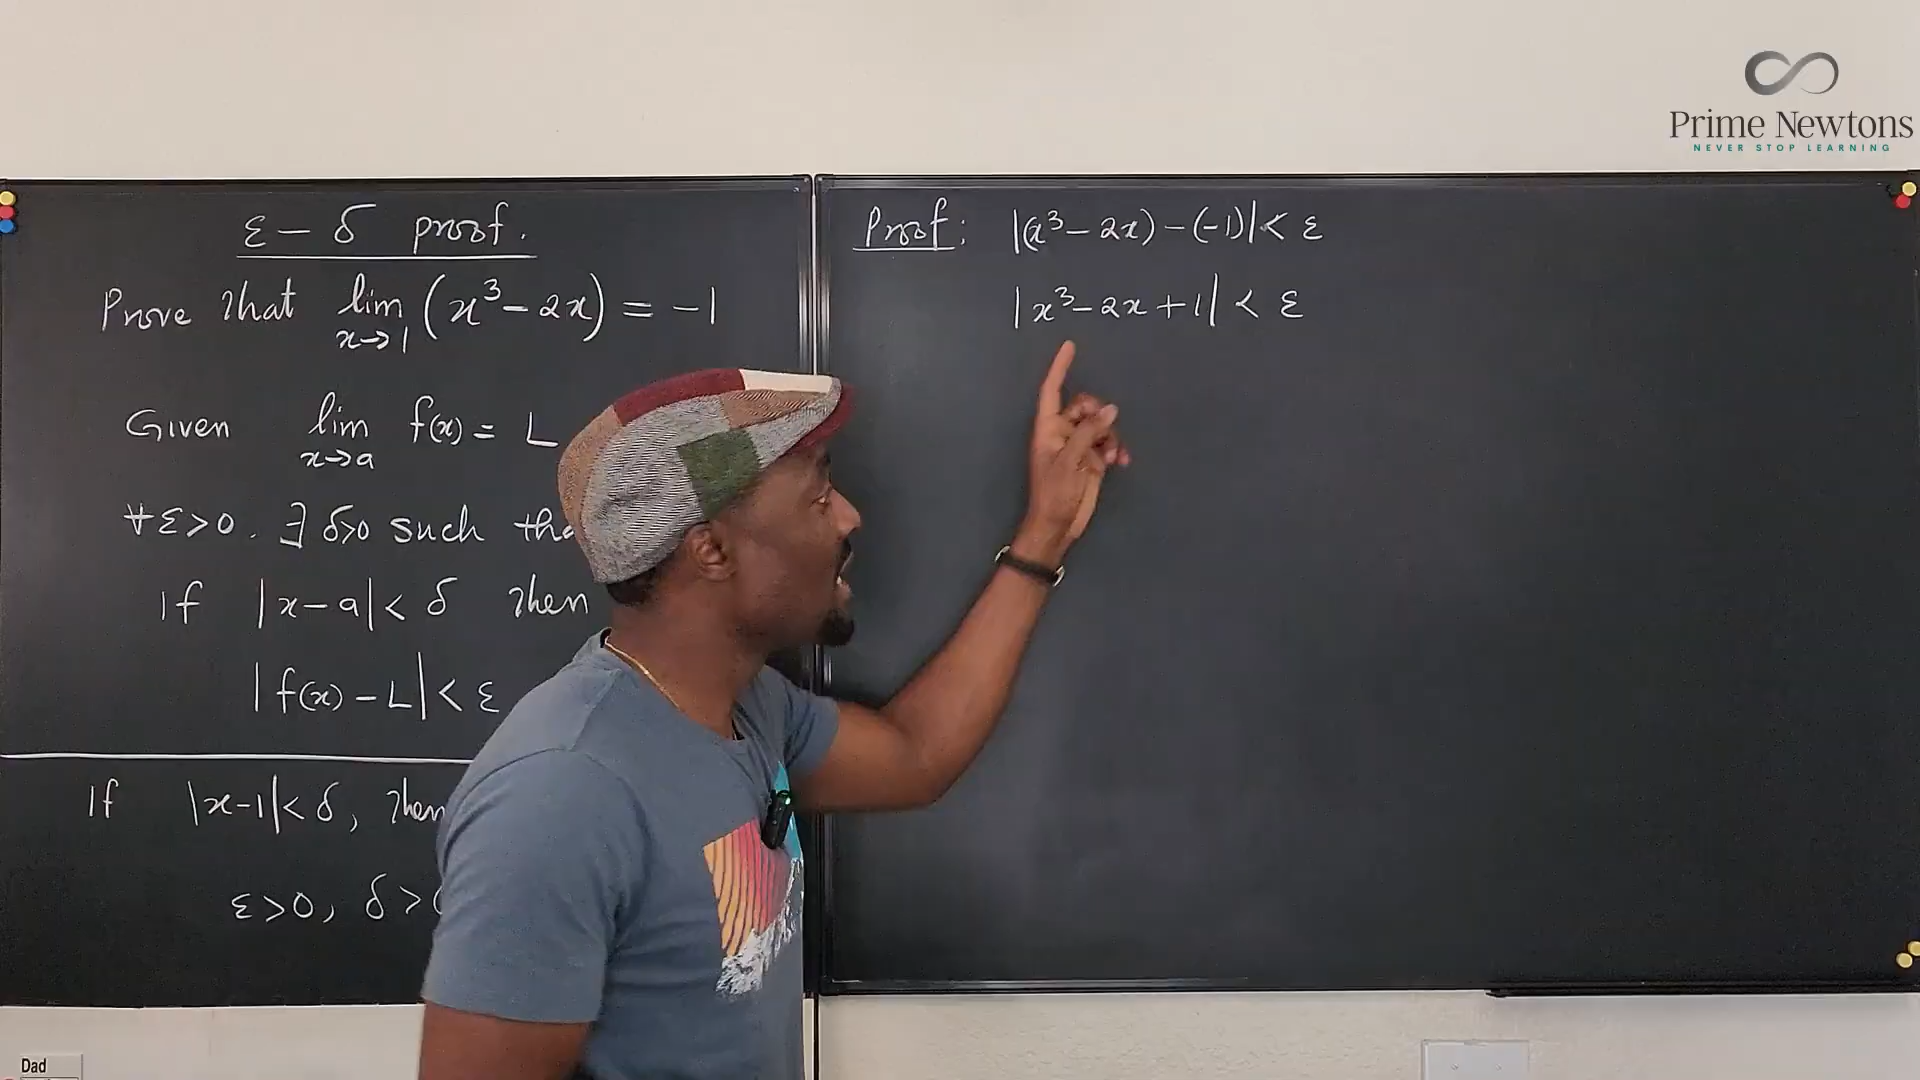 Prime Newtons
NEVER STOP LEARNING
ε - δ proof.
Prove that lim x→1 (x³ - 2x) = -1
Given lim x→a f(x) = L
∀ε>0. ∃ δ>0 such
If |x-a| < δ then
|f(x) - L| < ε
If |x-1| < δ, then
ε>0, δ>
Proof: |(x³ - 2x) - (-1)| < ε
|x³ - 2x + 1| < ε
Dad